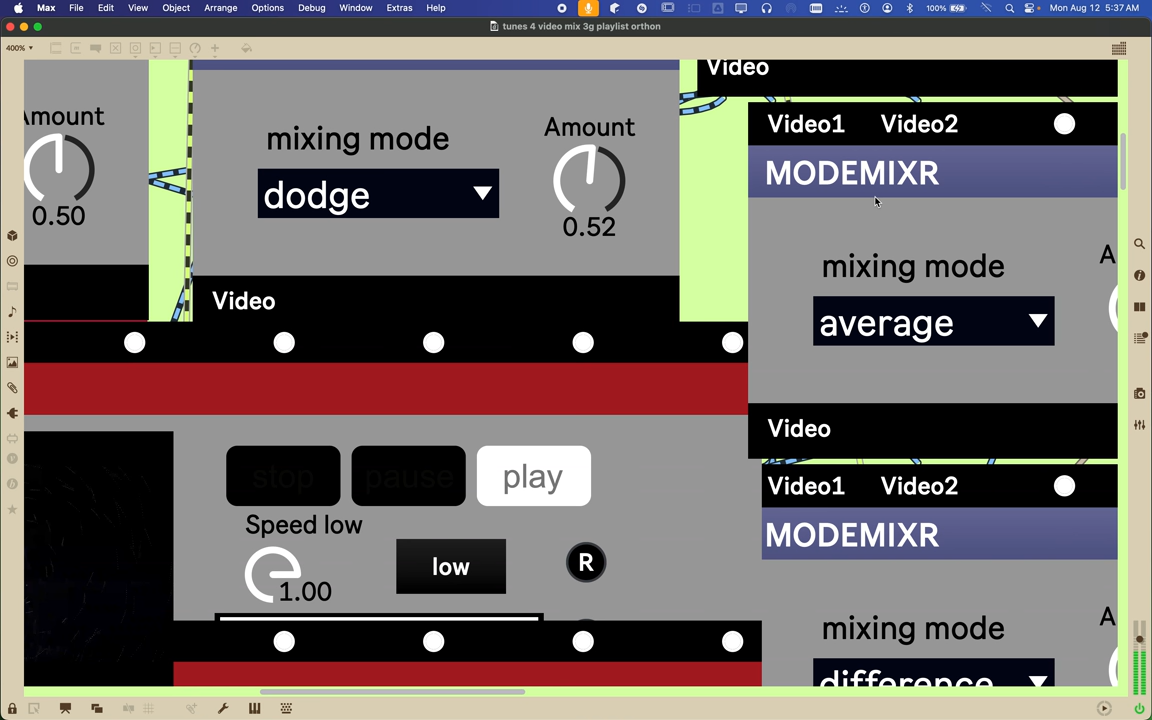 Max File Edit View Object Arrange Options Debug Window Extras Help 100% Mon Aug 12 5:37 AM
tunes 4 video mix 3g playlist orthon
400%
Video
Amount
0.50
mixing mode
dodge
Amount
0.52
Video
Video1 Video2
MODEMIXR
mixing mode
A
average
Video
stop pause play
Speed low
1.00
low
R
Video1 Video2
MODEMIXR
mixing mode
A
difference